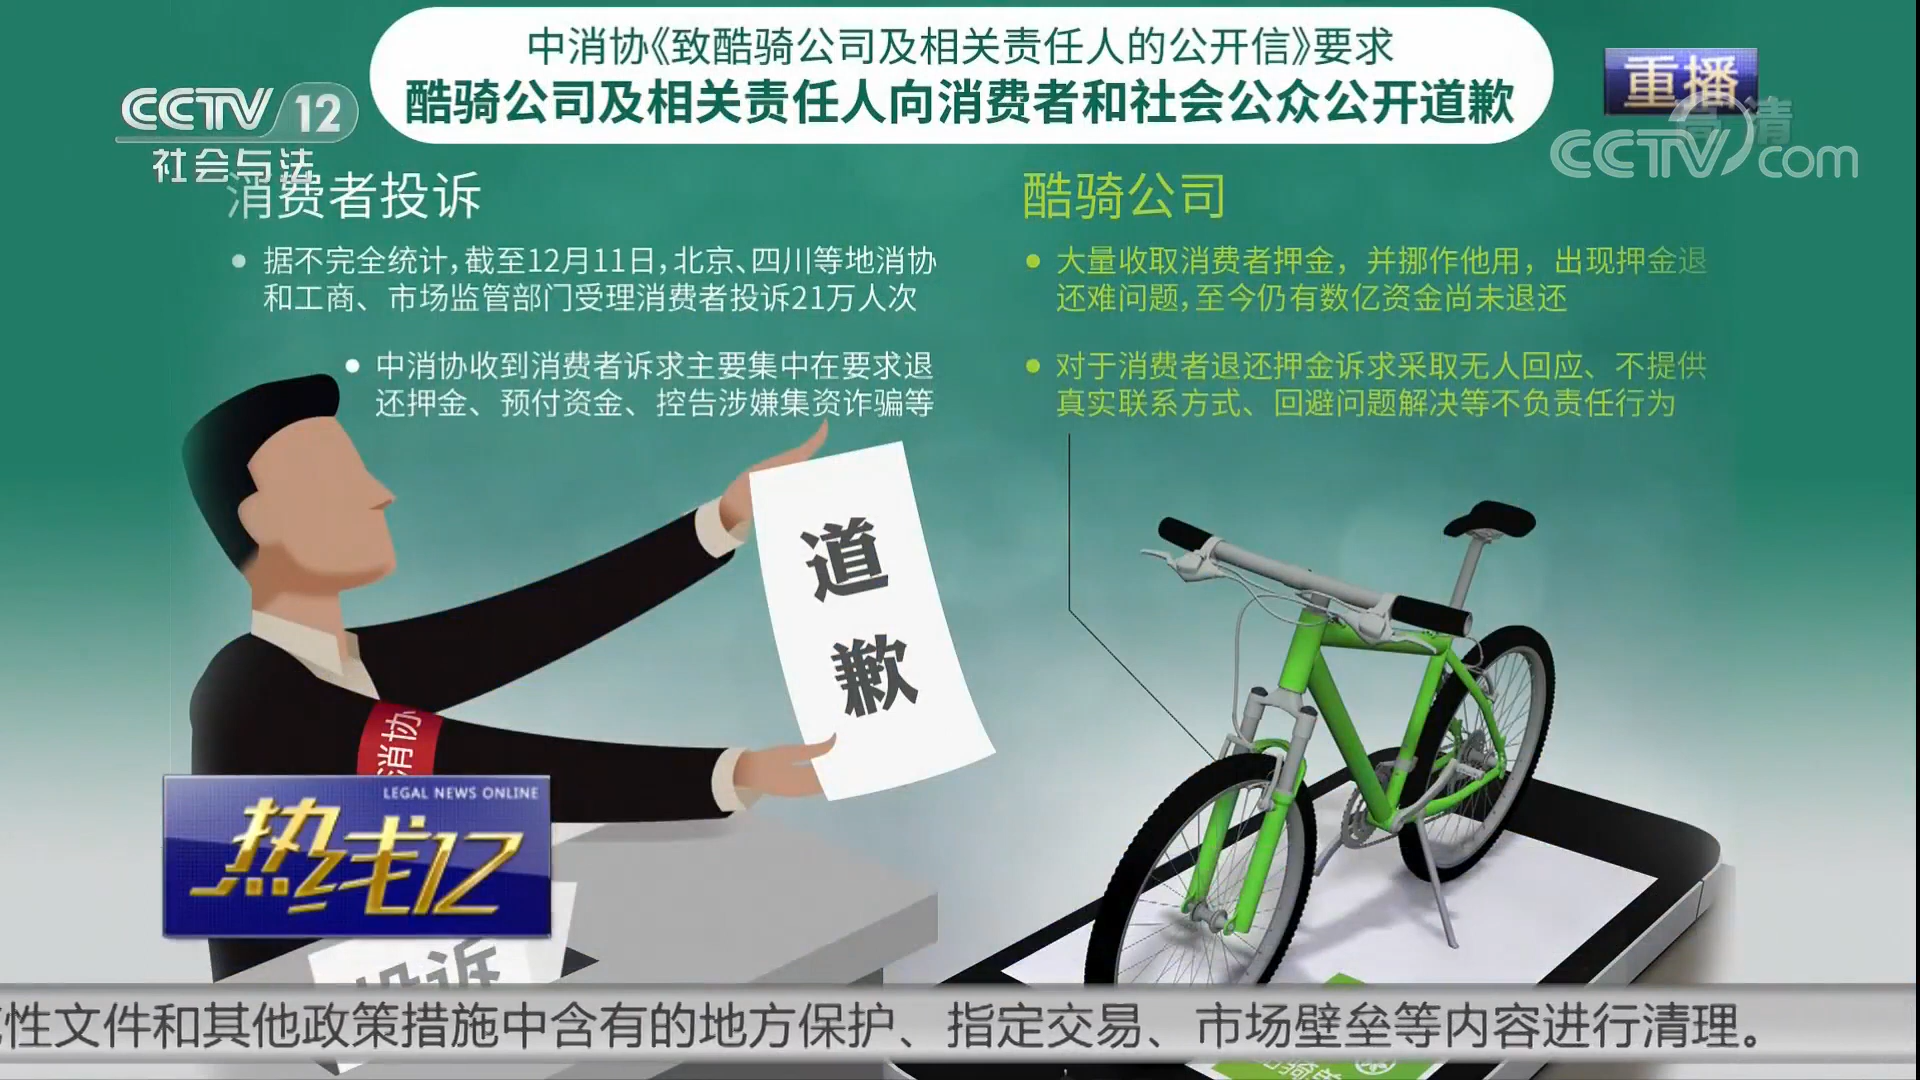 中消协《致酷骑公司及相关责任人的公开信》要求
酷骑公司及相关责任人向消费者和社会公众公开道歉
CCTV 12
社会与法
重播
高清
CCTV com
消费者投诉
据不完全统计,截至12月11日,北京、四川等地消协
和工商、市场监管部门受理消费者投诉21万人次
中消协收到消费者诉求主要集中在要求退
还押金、预付资金、控告涉嫌集资诈骗等
酷骑公司
大量收取消费者押金，并挪作他用，出现押金退
还难问题,至今仍有数亿资金尚未退还
对于消费者退还押金诉求采取无人回应、不提供
真实联系方式、回避问题解决等不负责任行为
道
歉
消协
LEGAL NEWS ONLINE
热线12
投诉
性文件和其他政策措施中含有的地方保护、指定交易、市场壁垒等内容进行清理。